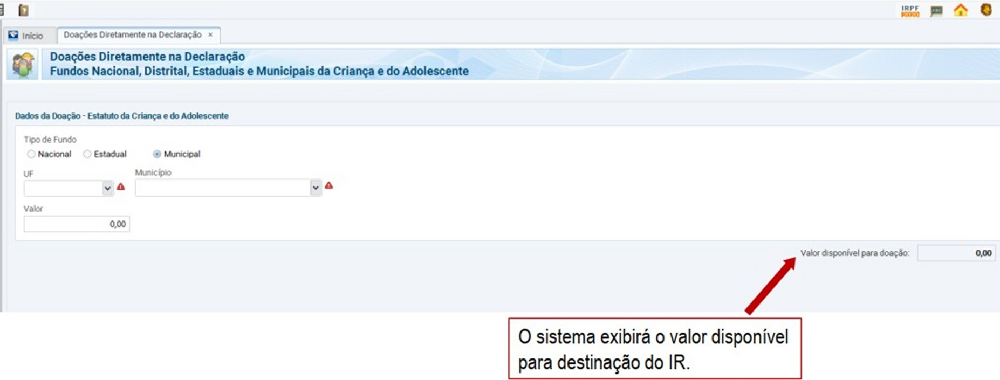 IRPF
2020
Início
Doações Diretamente na Declaração ×
Doações Diretamente na Declaração
Fundos Nacional, Distrital, Estaduais e Municipais da Criança e do Adolescente
Dados da Doação - Estatuto da Criança e do Adolescente
Tipo de Fundo
Nacional Estadual Municipal
UF Município
Valor
0,00
Valor disponível para doação: 0,00
O sistema exibirá o valor disponível
para destinação do IR.